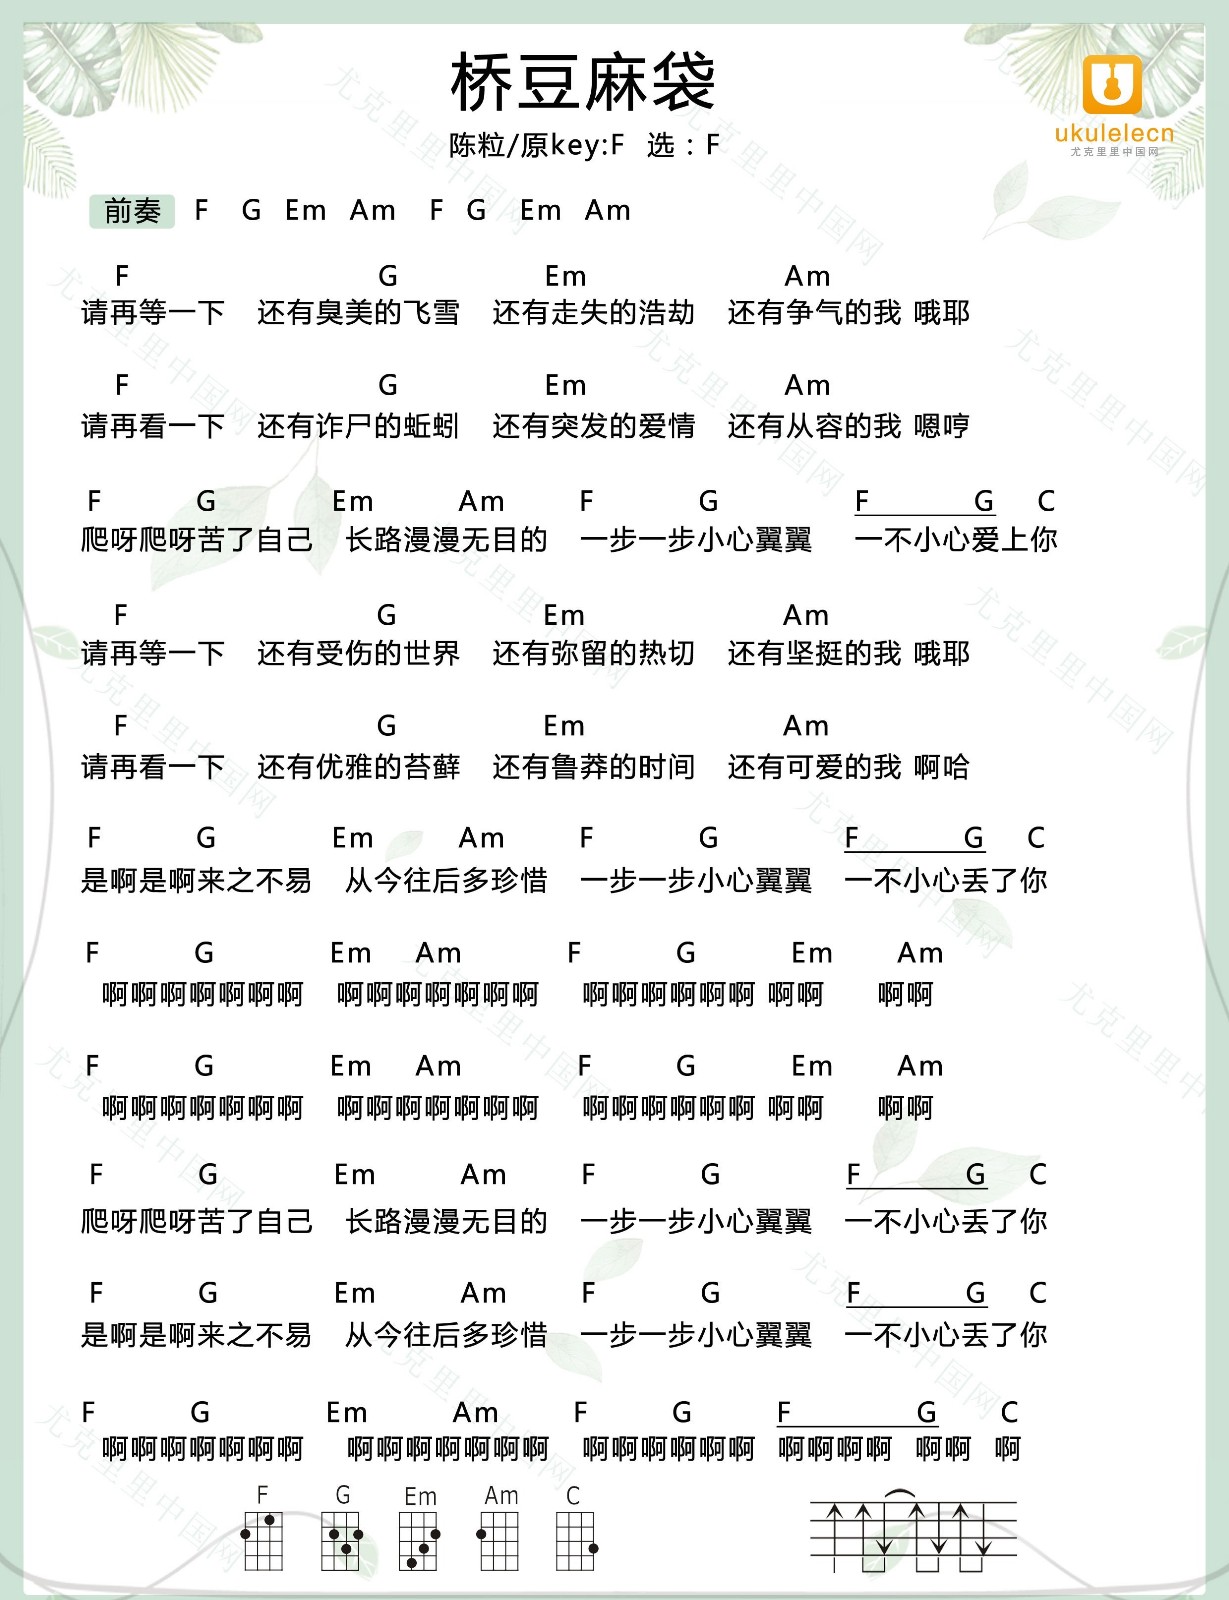 桥豆麻袋
陈粒/原key:F 选：F
ukulelecn
尤克里里中国网
前奏 F G Em Am F G Em Am
F G Em Am
请再等一下 还有臭美的飞雪 还有走失的浩劫 还有争气的我 哦耶
F G Em Am
请再看一下 还有诈尸的蚯蚓 还有突发的爱情 还有从容的我 嗯哼
F G Em Am F G F G C
爬呀爬呀苦了自己 长路漫漫无目的 一步一步小心翼翼 一不小心爱上你
F G Em Am
请再等一下 还有受伤的世界 还有弥留的热切 还有坚挺的我 哦耶
F G Em Am
请再看一下 还有优雅的苔藓 还有鲁莽的时间 还有可爱的我 啊哈
F G Em Am F G F G C
是啊是啊来之不易 从今往后多珍惜 一步一步小心翼翼 一不小心丢了你
F G Em Am F G Em Am
啊啊啊啊啊啊啊 啊啊啊啊啊啊啊 啊啊啊啊啊啊 啊啊 啊啊
F G Em Am F G Em Am
啊啊啊啊啊啊啊 啊啊啊啊啊啊啊 啊啊啊啊啊啊 啊啊 啊啊
F G Em Am F G F G C
爬呀爬呀苦了自己 长路漫漫无目的 一步一步小心翼翼 一不小心丢了你
F G Em Am F G F G C
是啊是啊来之不易 从今往后多珍惜 一步一步小心翼翼 一不小心丢了你
F G Em Am F G F G C
啊啊啊啊啊啊啊 啊啊啊啊啊啊啊 啊啊啊啊啊啊 啊啊啊啊 啊啊 啊
F G Em Am C